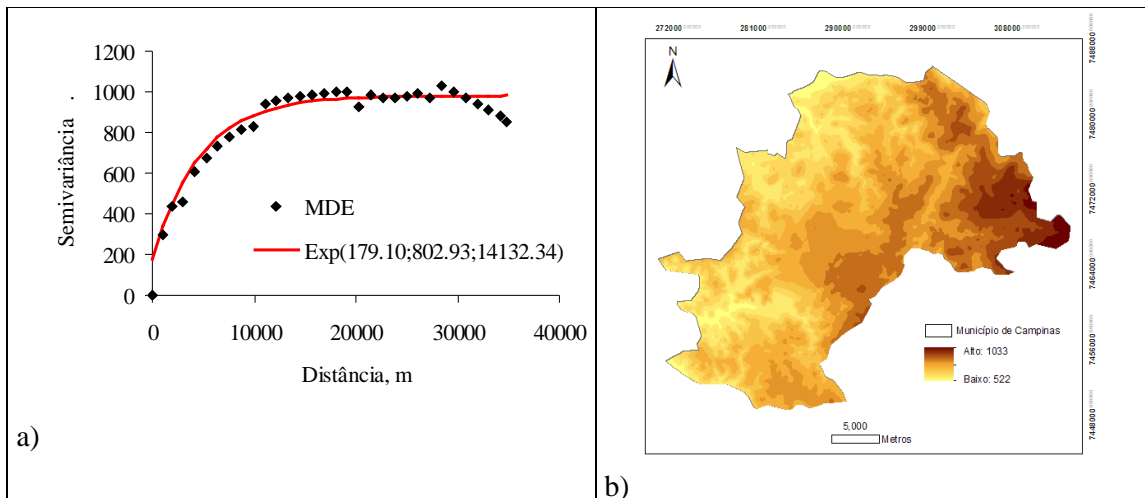 1200
1000
800
600
400
200
0
Semivariância .
MDE
Exp(179.10;802.93;14132.34)
0 10000 20000 30000 40000
Distância, m
a)
272000 281000 290000 299000 308000
N
7488000
7480000
7472000
7464000
7456000
7448000
Município de Campinas
Alto: 1033
Baixo: 522
5,000
Metros
b)